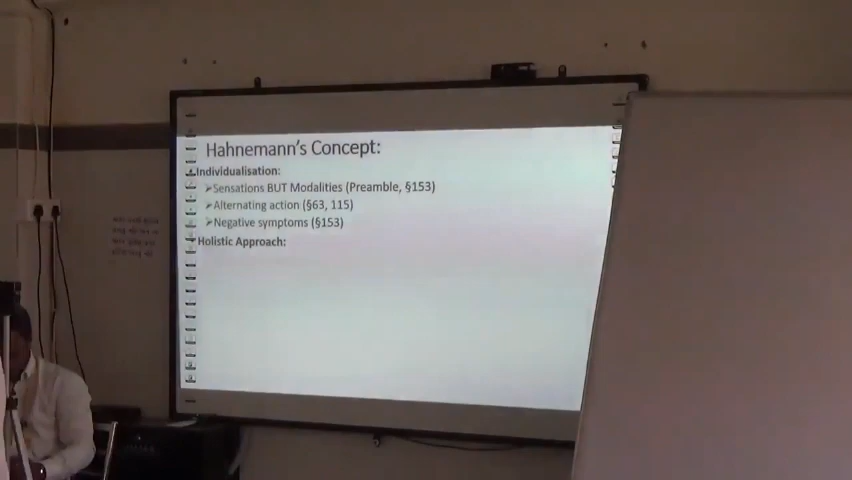 Hahnemann's Concept:
Individualisation:
Sensations BUT Modalities (Preamble, §153)
Alternating action (§63, 115)
Negative symptoms (§153)
Holistic Approach: